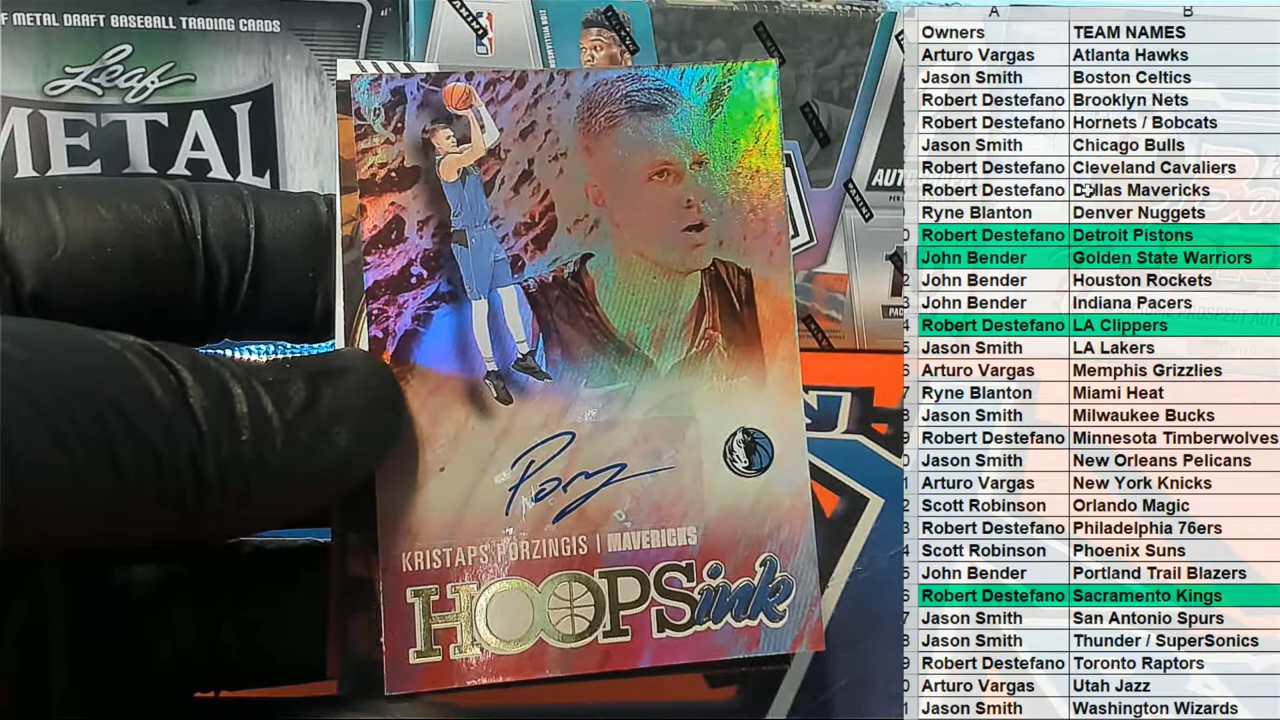 F METAL DRAFT BASEBALL TRADING CARDS
Leaf
METAL
PANINI
NBA
ZION WILLIAMSON
AUTO
KRISTAPS PORZINGIS | MAVERICKS
HOOPS ink
A B
Owners TEAM NAMES
Arturo Vargas Atlanta Hawks
Jason Smith Boston Celtics
Robert Destefano Brooklyn Nets
Robert Destefano Hornets / Bobcats
Jason Smith Chicago Bulls
Robert Destefano Cleveland Cavaliers
Robert Destefano Dallas Mavericks
Ryne Blanton Denver Nuggets
Robert Destefano Detroit Pistons
John Bender Golden State Warriors
John Bender Houston Rockets
John Bender Indiana Pacers
Robert Destefano LA Clippers
Jason Smith LA Lakers
Arturo Vargas Memphis Grizzlies
Ryne Blanton Miami Heat
Jason Smith Milwaukee Bucks
Robert Destefano Minnesota Timberwolves
Jason Smith New Orleans Pelicans
Arturo Vargas New York Knicks
Scott Robinson Orlando Magic
Robert Destefano Philadelphia 76ers
Scott Robinson Phoenix Suns
John Bender Portland Trail Blazers
Robert Destefano Sacramento Kings
Jason Smith San Antonio Spurs
Jason Smith Thunder / SuperSonics
Robert Destefano Toronto Raptors
Arturo Vargas Utah Jazz
Jason Smith Washington Wizards